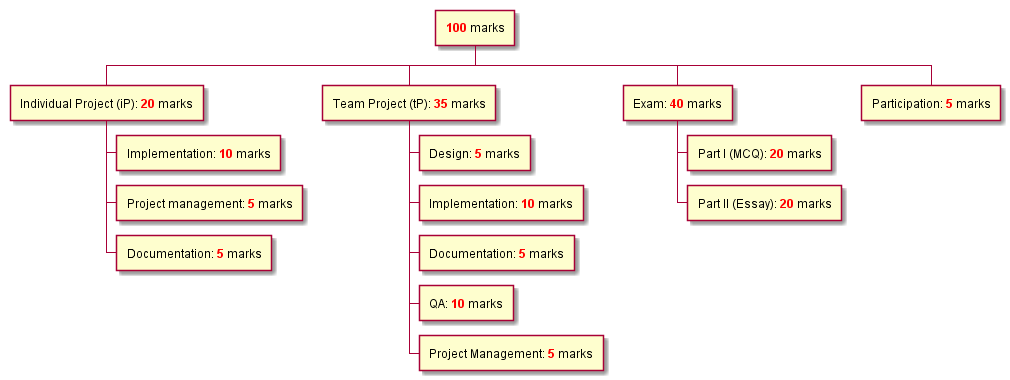 100 marks
Individual Project (iP): 20 marks
Implementation: 10 marks
Project management: 5 marks
Documentation: 5 marks
Team Project (tP): 35 marks
Design: 5 marks
Implementation: 10 marks
Documentation: 5 marks
QA: 10 marks
Project Management: 5 marks
Exam: 40 marks
Part I (MCQ): 20 marks
Part II (Essay): 20 marks
Participation: 5 marks